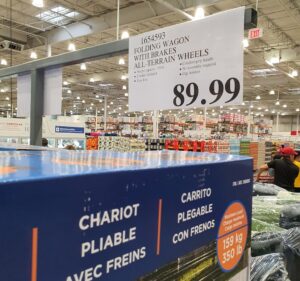 1654593
FOLDING WAGON
WITH BRAKES
ALL-TERRAIN WHEELS
89.99
EXIT
CHARIOT
PLIABLE
AVEC FREINS
CARRITO
PLEGABLE
CON FRENOS
159 kg
350 lb